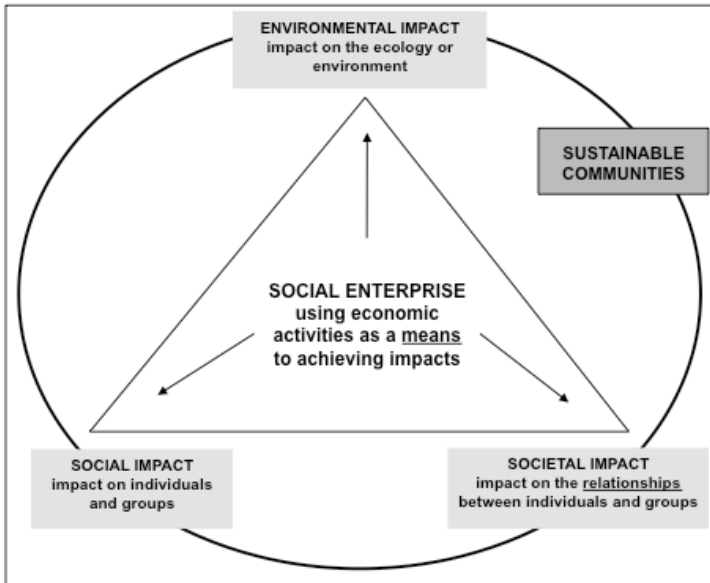 ENVIRONMENTAL IMPACT
impact on the ecology or
environment
SUSTAINABLE
COMMUNITIES
SOCIAL ENTERPRISE
using economic
activities as a means
to achieving impacts
SOCIAL IMPACT
impact on individuals
and groups
SOCIETAL IMPACT
impact on the relationships
between individuals and groups